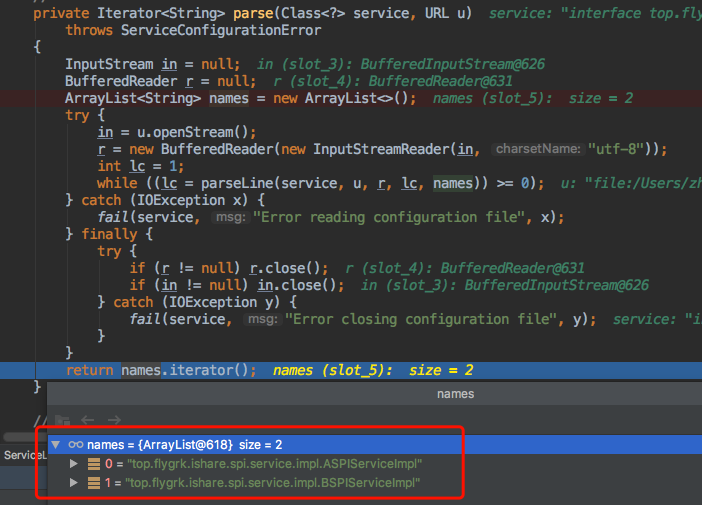 //
private Iterator<String> parse(Class<?> service, URL u) service: "interface top.fly
throws ServiceConfigurationError
{
InputStream in = null; in (slot_3): BufferedInputStream@626
BufferedReader r = null; r (slot_4): BufferedReader@631
ArrayList<String> names = new ArrayList<>(); names (slot_5): size = 2
try {
in = u.openStream();
r = new BufferedReader(new InputStreamReader(in, charsetName: "utf-8"));
int lc = 1;
while ((lc = parseLine(service, u, r, lc, names)) >= 0); u: "file:/Users/zh
} catch (IOException x) {
fail(service, msg: "Error reading configuration file", x);
} finally {
try {
if (r != null) r.close(); r (slot_4): BufferedReader@631
if (in != null) in.close(); in (slot_3): BufferedInputStream@626
} catch (IOException y) {
fail(service, msg: "Error closing configuration file", y); service: "i
}
}
return names.iterator(); names (slot_5): size = 2
}
names
//
names = {ArrayList@618} size = 2
ServiceL
0 = "top.flygrk.ishare.spi.service.impl.ASPIServiceImpl"
1 = "top.flygrk.ishare.spi.service.impl.BSPIServiceImpl"